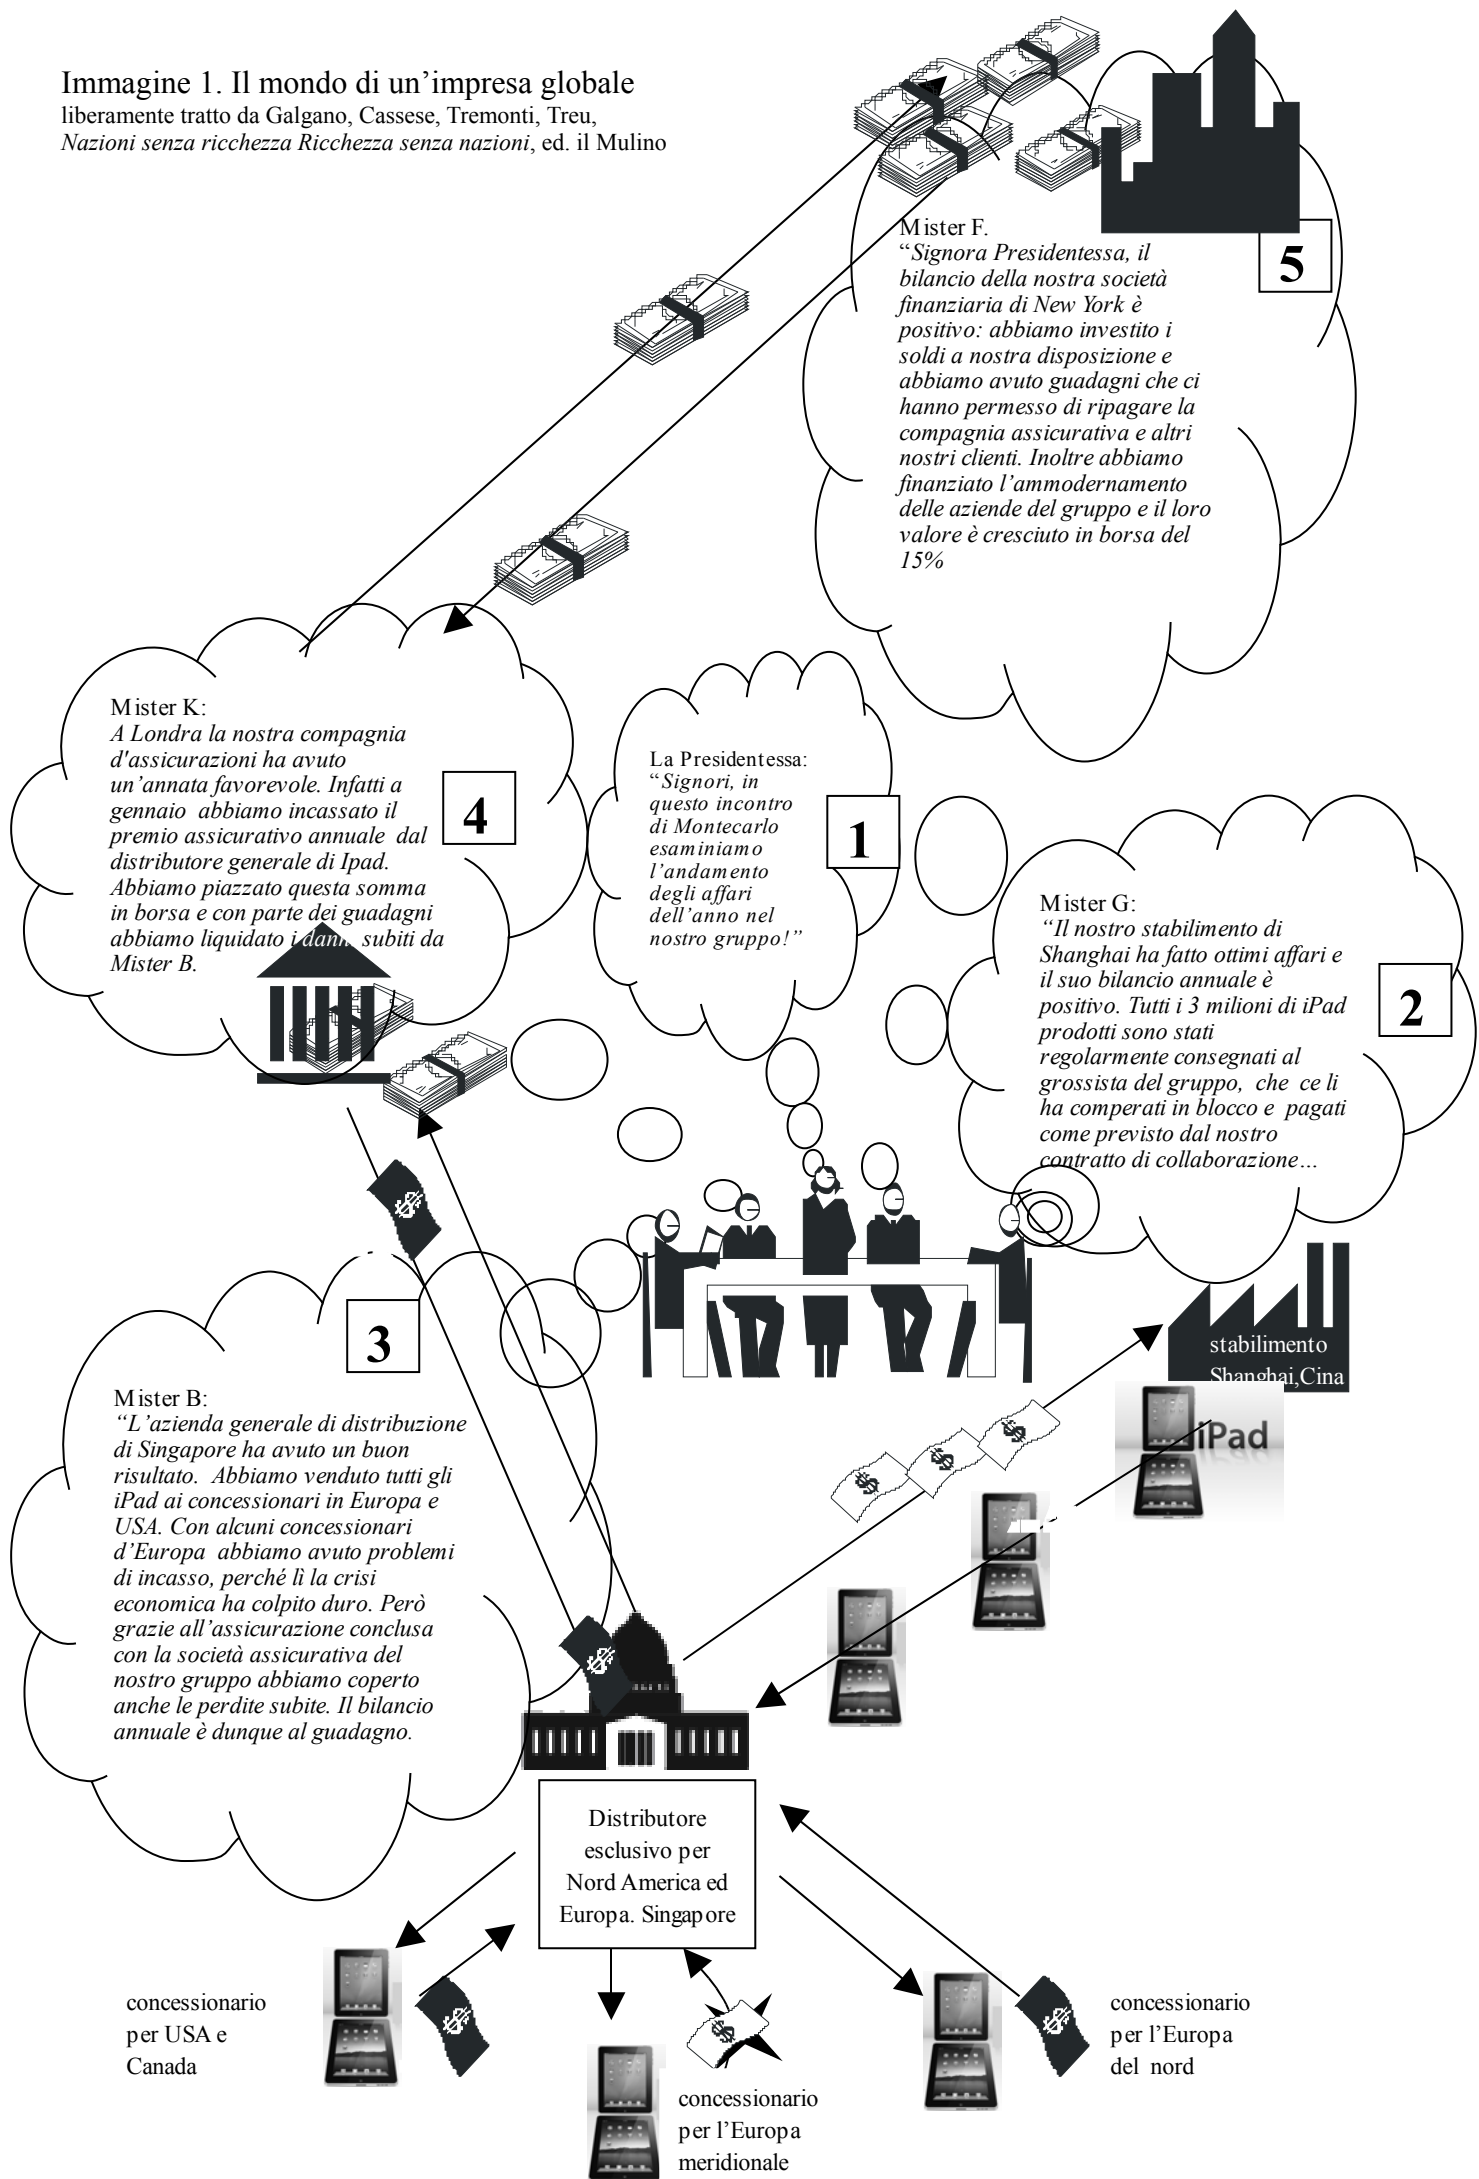 Immagine 1. Il mondo di un’impresa globale
liberamente tratto da Galgano, Cassese, Tremonti, Treu,
Nazioni senza ricchezza Ricchezza senza nazioni, ed. il Mulino
La Presidentessa:
“Signori, in
questo incontro
di Montecarlo
esaminiamo
l’andamento
degli affari
dell’anno nel
nostro gruppo!”
1
Mister G:
“Il nostro stabilimento di
Shanghai ha fatto ottimi affari e
il suo bilancio annuale è
positivo. Tutti i 3 milioni di iPad
prodotti sono stati
regolarmente consegnati al
grossista del gruppo, che ce li
ha comperati in blocco e pagati
come previsto dal nostro
contratto di collaborazione…
2
Mister B:
“L’azienda generale di distribuzione
di Singapore ha avuto un buon
risultato. Abbiamo venduto tutti gli
iPad ai concessionari in Europa e
USA. Con alcuni concessionari
d’Europa abbiamo avuto problemi
di incasso, perché lì la crisi
economica ha colpito duro. Però
grazie all’assicurazione conclusa
con la società assicurativa del
nostro gruppo abbiamo coperto
anche le perdite subite. Il bilancio
annuale è dunque al guadagno.
3
Mister K:
A Londra la nostra compagnia
d'assicurazioni ha avuto
un’annata favorevole. Infatti a
gennaio abbiamo incassato il
premio assicurativo annuale dal
distributore generale di Ipad.
Abbiamo piazzato questa somma
in borsa e con parte dei guadagni
abbiamo liquidato i danni subiti da
Mister B.
4
Mister F.
“Signora Presidentessa, il
bilancio della nostra società
finanziaria di New York è
positivo: abbiamo investito i
soldi a nostra disposizione e
abbiamo avuto guadagni che ci
hanno permesso di ripagare la
compagnia assicurativa e altri
nostri clienti. Inoltre abbiamo
finanziato l’ammodernamento
delle aziende del gruppo e il loro
valore è cresciuto in borsa del
15%
5
stabilimento
Shanghai,Cina
iPad
Distributore
esclusivo per
Nord America ed
Europa. Singapore
concessionario
per USA e
Canada
concessionario
per l’Europa
meridionale
concessionario
per l’Europa
del nord
$
$
$
$
$
$
$
$